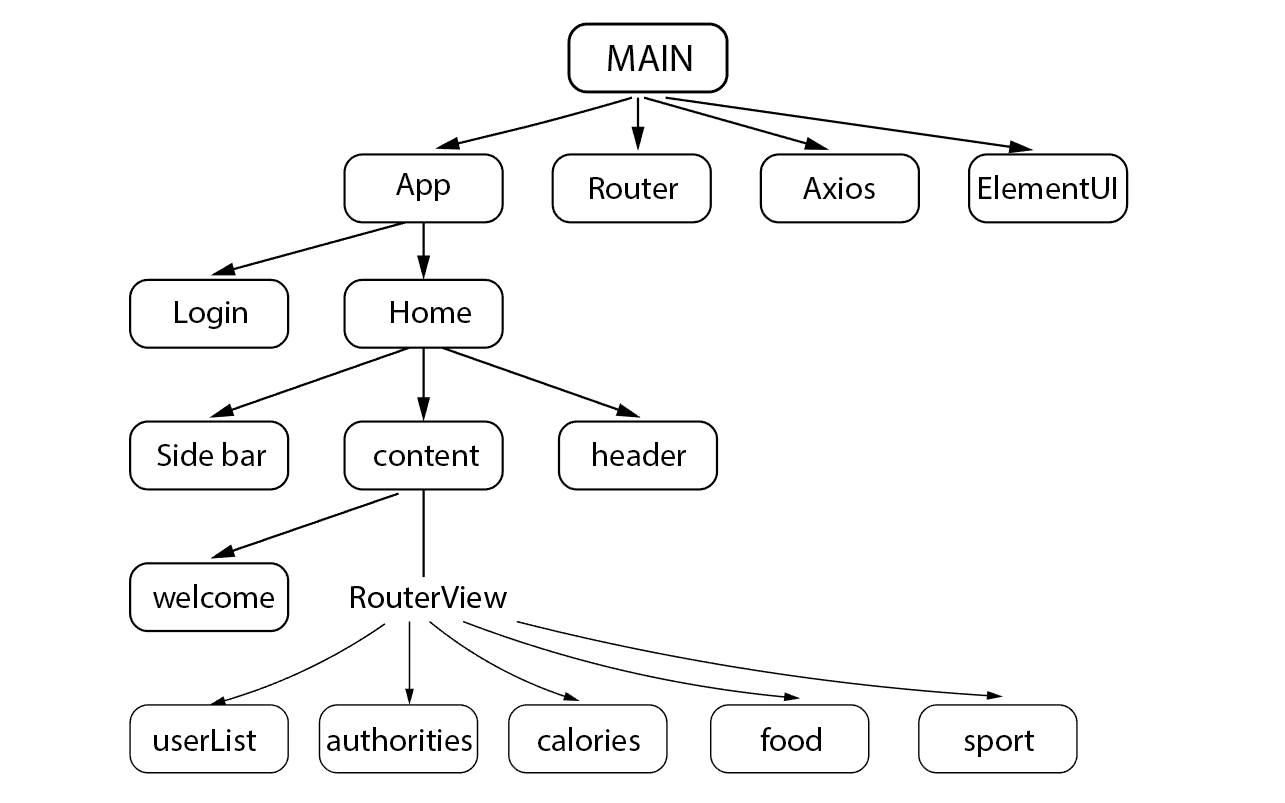 MAIN
App
Router
Axios
ElementUI
Login
Home
Side bar
content
header
welcome
RouterView
userList
authorities
calories
food
sport